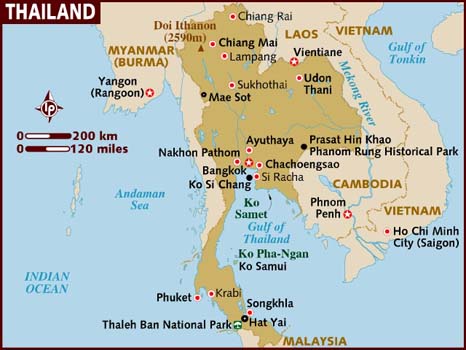 THAILAND
Chiang Rai
Doi Ithanon
(2590m)
LAOS
VIETNAM
MYANMAR
(BURMA)
Chiang Mai
Lampang
Vientiane
Gulf of
Tonkin
Yangon
(Rangoon)
Sukhothai
Udon
Thani
Mekong River
Mae Sot
LP
0
200 km
0
120 miles
Ayuthaya
Prasat Hin Khao
Phanom Rung Historical Park
Nakhon Pathom
Bangkok
Chachoengsao
Ko Si Chang
Si Racha
Andaman
Sea
CAMBODIA
Ko
Samet
Phnom
Penh
VIETNAM
Gulf of
Thailand
Ho Chi Minh
City (Saigon)
Ko Pha-Ngan
Ko Samui
INDIAN
OCEAN
Phuket
Krabi
Songkhla
Thaleh Ban National Park
Hat Yai
MALAYSIA